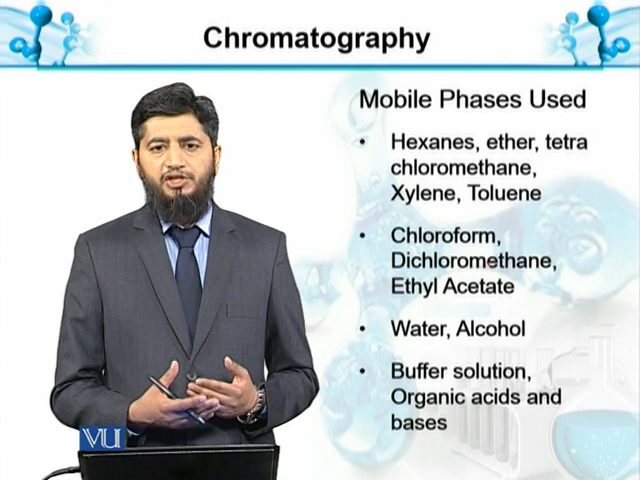 Chromatography
Mobile Phases Used
• Hexanes, ether, tetra
chloromethane,
Xylene, Toluene
• Chloroform,
Dichloromethane,
Ethyl Acetate
• Water, Alcohol
• Buffer solution,
Organic acids and
bases
VU